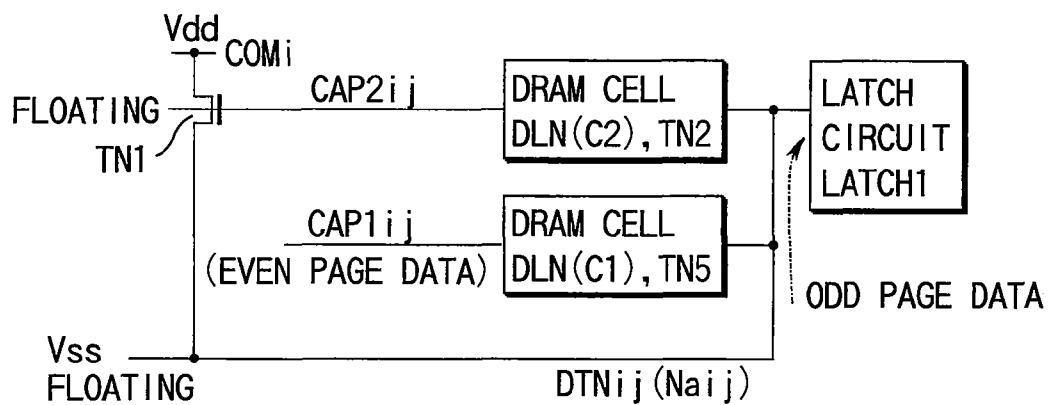 Vdd
COMi
FLOATING
TN1
CAP2ij
DRAM CELL
DLN(C2), TN2
LATCH
CIRCUIT
LATCH1
CAP1ij
(EVEN PAGE DATA)
DRAM CELL
DLN(C1), TN5
ODD PAGE DATA
Vss
FLOATING
DTNij(Naij)